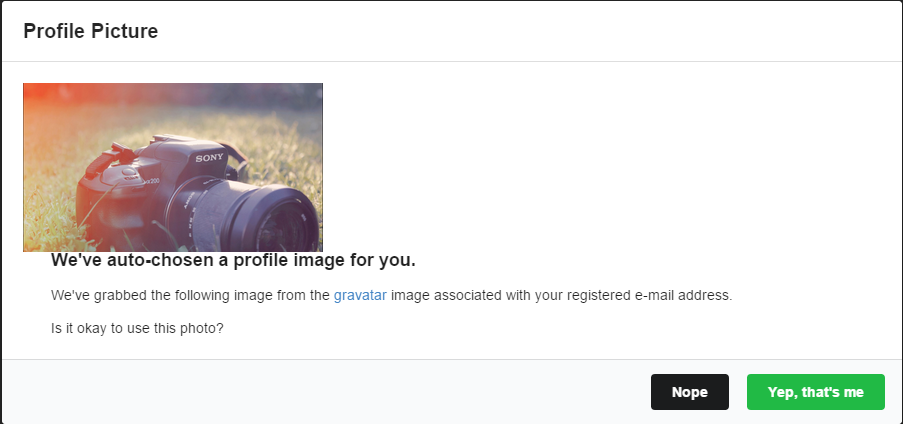 Profile Picture
SONY
α200
We've auto-chosen a profile image for you.
We've grabbed the following image from the gravatar image associated with your registered e-mail address.
Is it okay to use this photo?
Nope
Yep, that's me